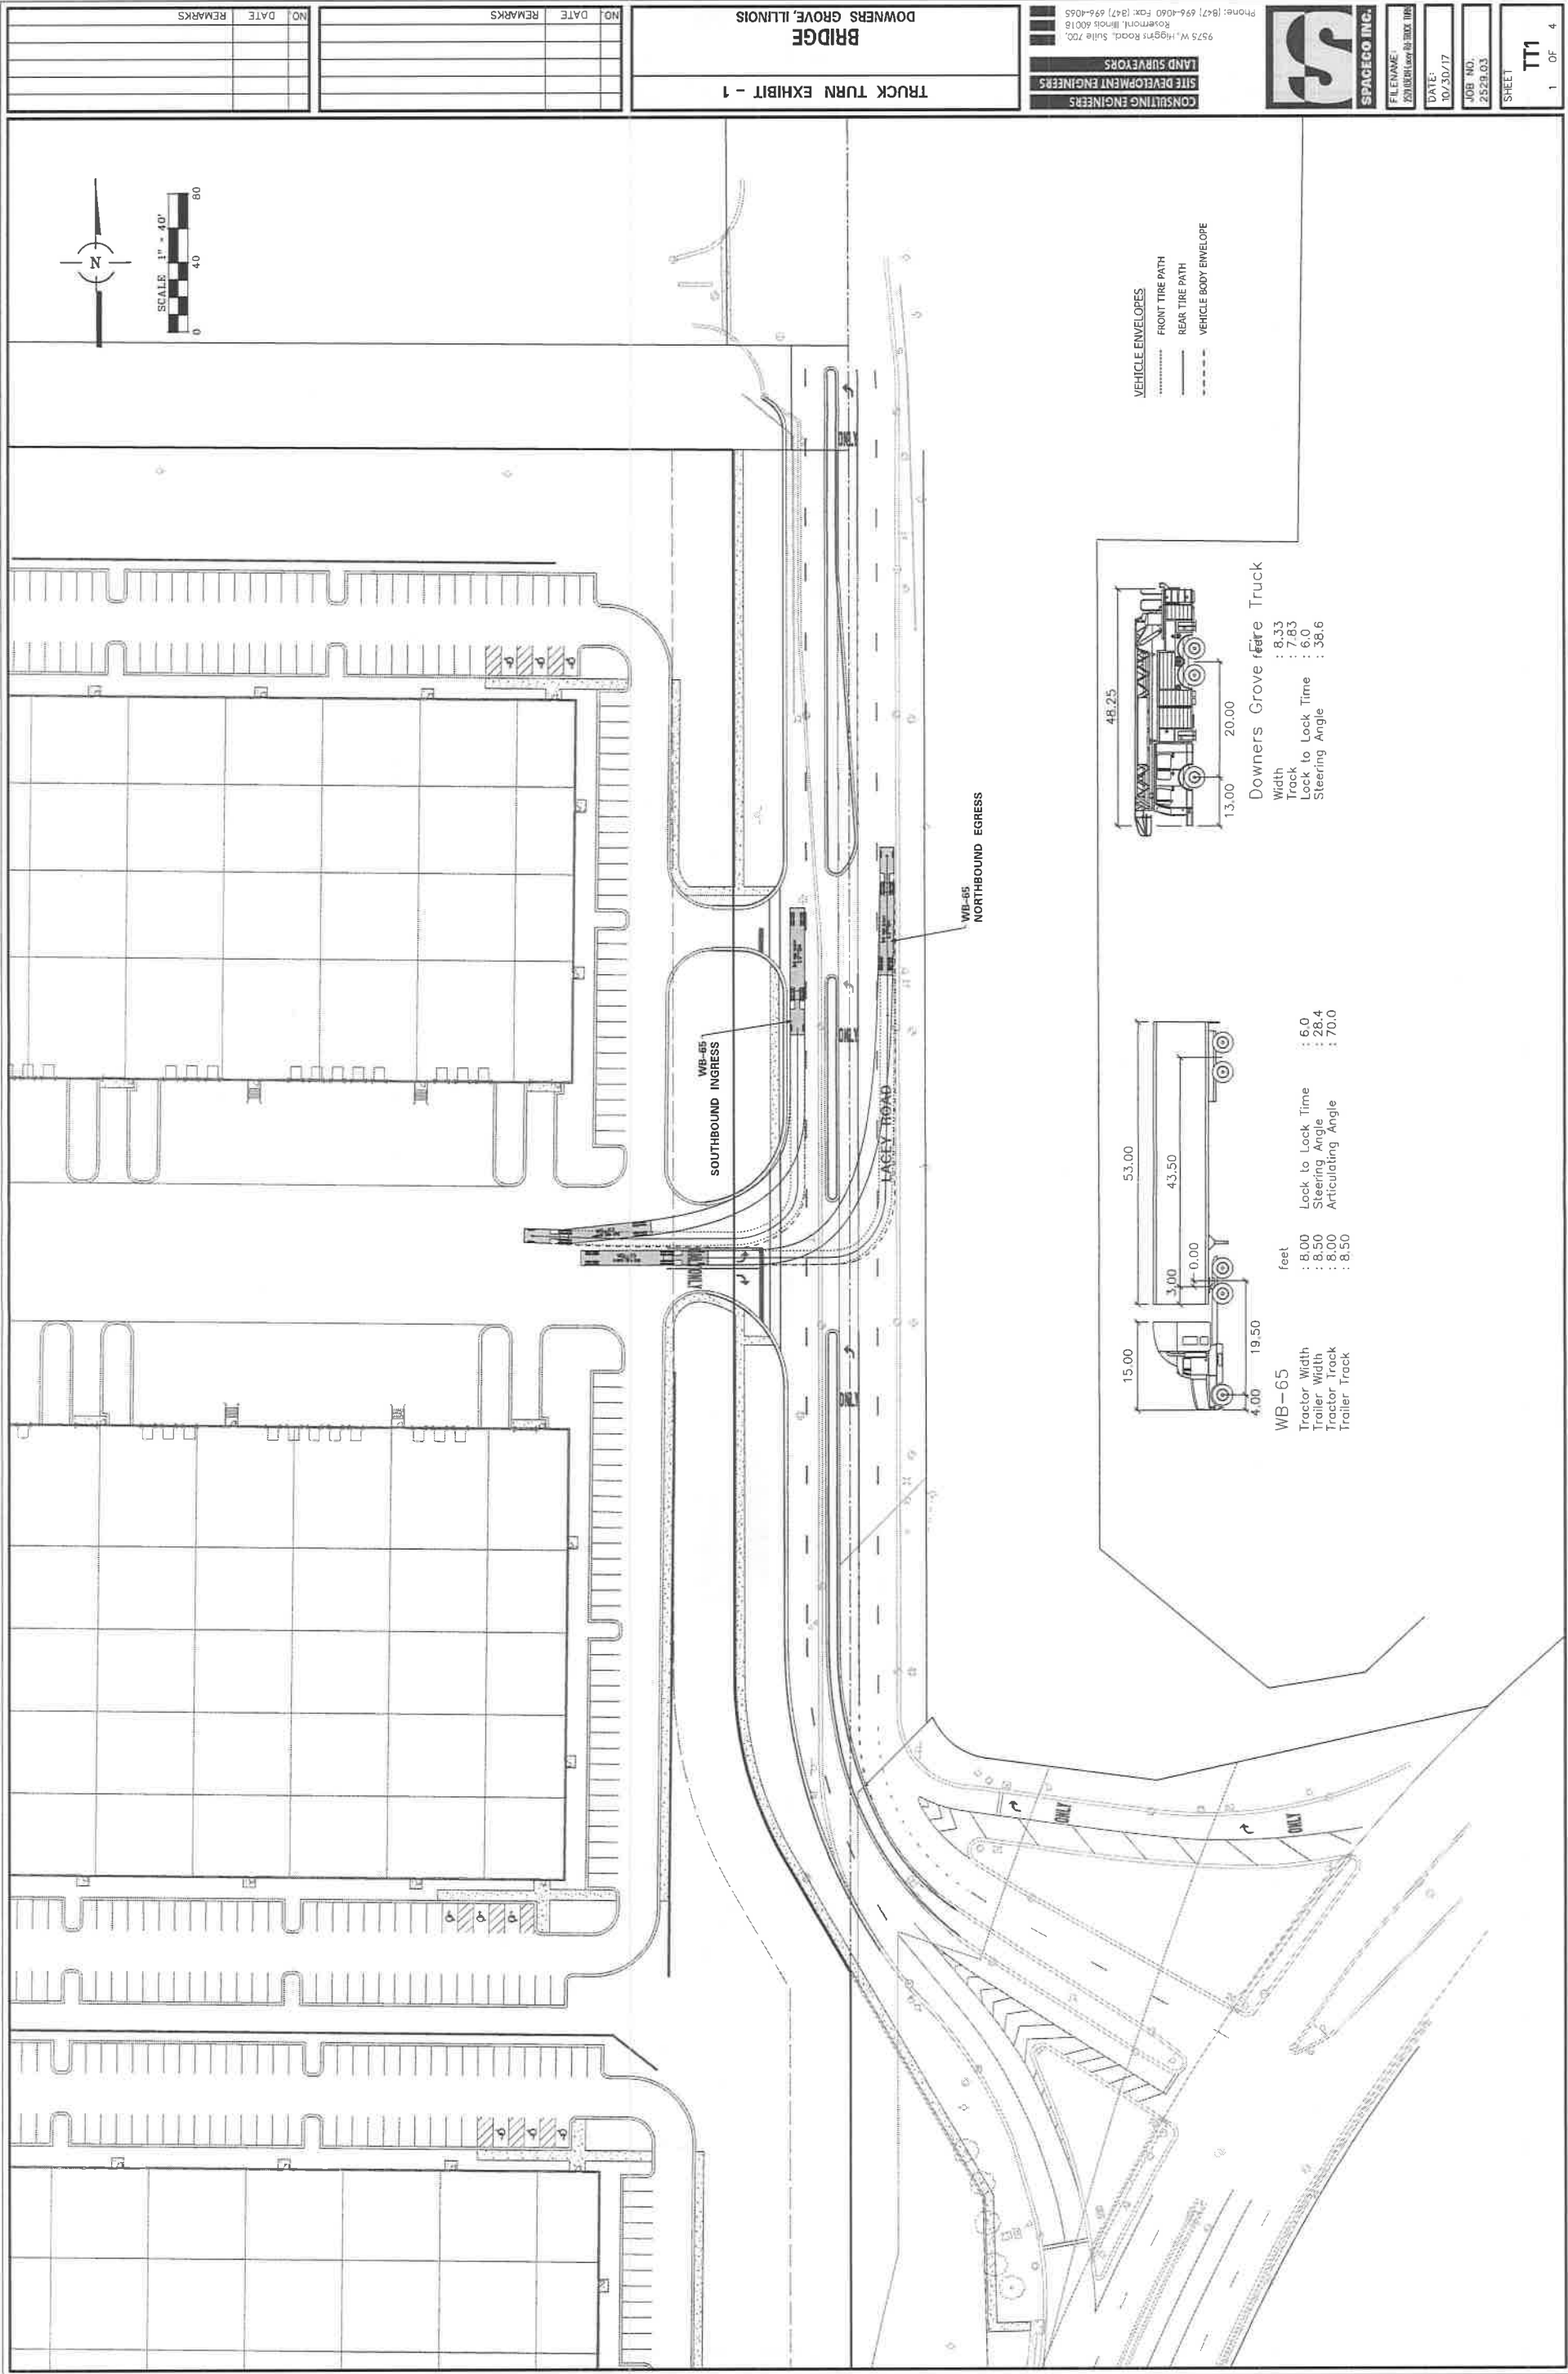 NO.
DATE
REMARKS
NO.
DATE
REMARKS
TRUCK TURN EXHIBIT - 1
BRIDGE
DOWNERS GROVE, ILLINOIS
CONSULTING ENGINEERS
SITE DEVELOPMENT ENGINEERS
LAND SURVEYORS
9575 W. Higgins Road, Suite 700,
Rosemont, Illinois 60018
Phone: (847) 696-4060 Fax: (847) 696-4065
SPACECO INC.
FILENAME:
DATE:
10/30/17
JOB NO.
2529.03
SHEET
TT1
1 OF 4
N
SCALE 1" = 40'
0 40 80
VEHICLE ENVELOPES
FRONT TIRE PATH
REAR TIRE PATH
VEHICLE BODY ENVELOPE
WB-65
SOUTHBOUND INGRESS
WB-65
NORTHBOUND EGRESS
LACEY ROAD
ONLY
ONLY
ONLY
ONLY
ONLY
ONLY
48.25
13.00 20.00
Downers Grove Fire Truck
feet
Width : 8.33
Track : 7.83
Lock to Lock Time : 6.0
Steering Angle : 38.6
53.00
15.00
43.50
3.00 0.00
4.00 19.50
WB-65
feet
Tractor Width : 8.00
Trailer Width : 8.50
Tractor Track : 8.00
Trailer Track : 8.50
Lock to Lock Time : 6.0
Steering Angle : 28.4
Articulating Angle : 70.0